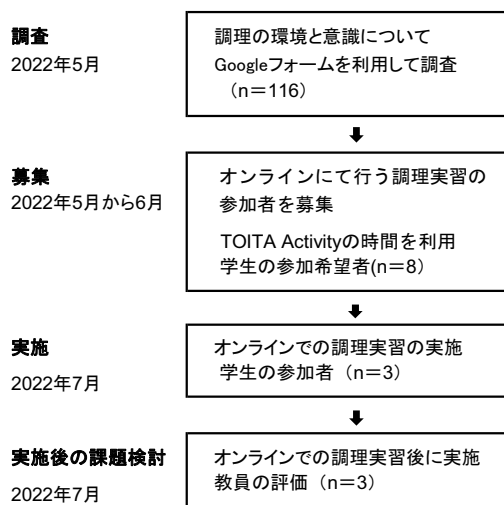 調査
2022年5月
調理の環境と意識について
Googleフォームを利用して調査
（n＝116）
募集
2022年5月から6月
オンラインにて行う調理実習の
参加者を募集
TOITA Activityの時間を利用
学生の参加希望者(n＝8）
実施
2022年7月
オンラインでの調理実習の実施
学生の参加者（n＝3）
実施後の課題検討
2022年7月
オンラインでの調理実習後に実施
教員の評価（n＝3）